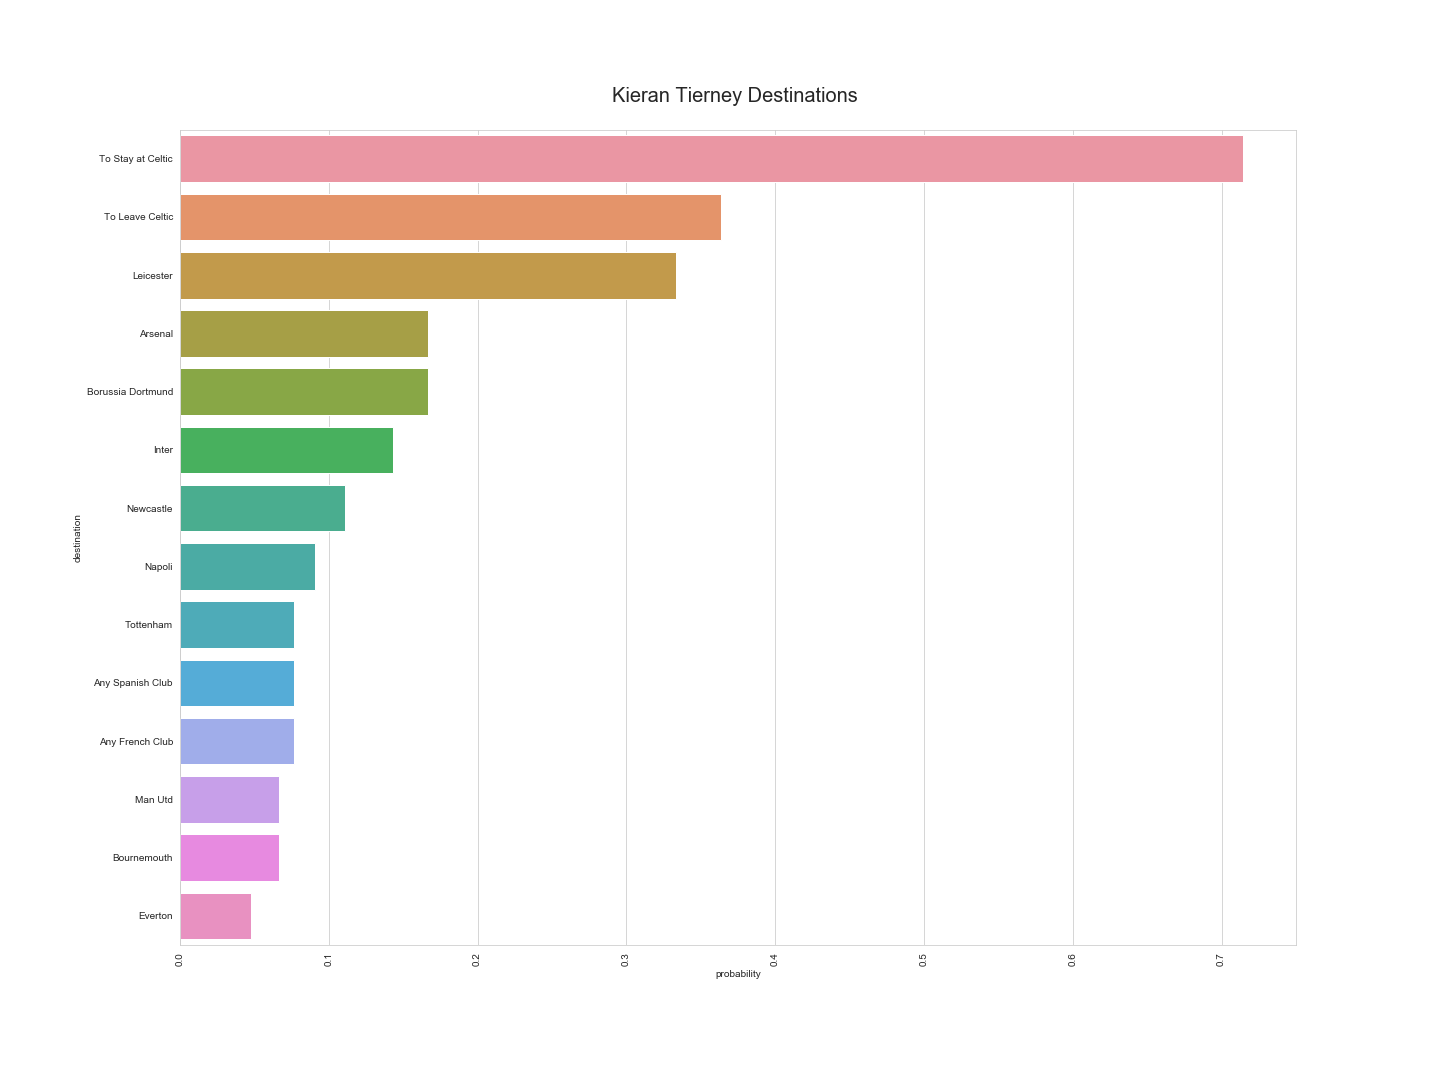 Kieran Tierney Destinations
To Stay at Celtic
To Leave Celtic
Leicester
Arsenal
Borussia Dortmund
Inter
Newcastle
destination
Napoli
Tottenham
Any Spanish Club
Any French Club
Man Utd
Bournemouth
Everton
0.0 0.1 0.2 0.3 0.4 0.5 0.6 0.7
probability